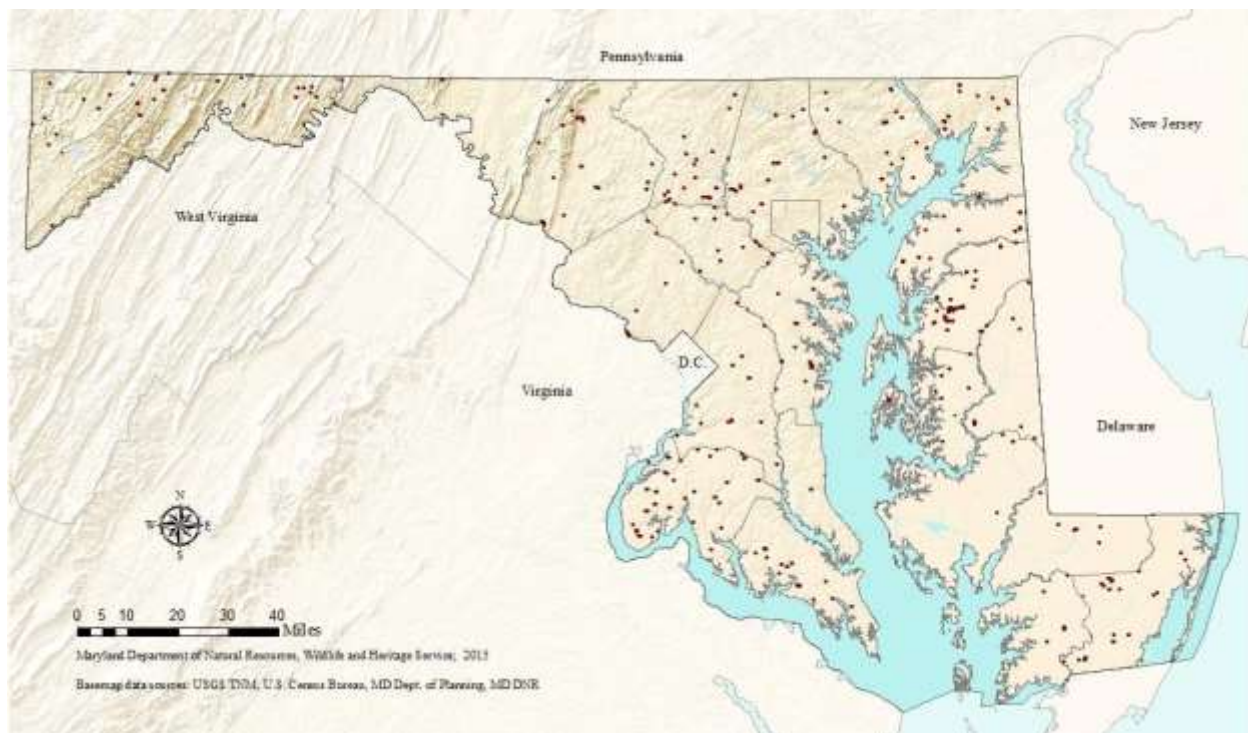 Pennsylvania
New Jersey
West Virginia
D.C.
Virginia
Delaware
N
W E
S
0 5 10 20 30 40
Miles
Maryland Department of Natural Resources, Wildlife and Heritage Service; 2015
Basemap data sources: USGS TNM, U.S. Census Bureau, MD Dept. of Planning, MD DNR